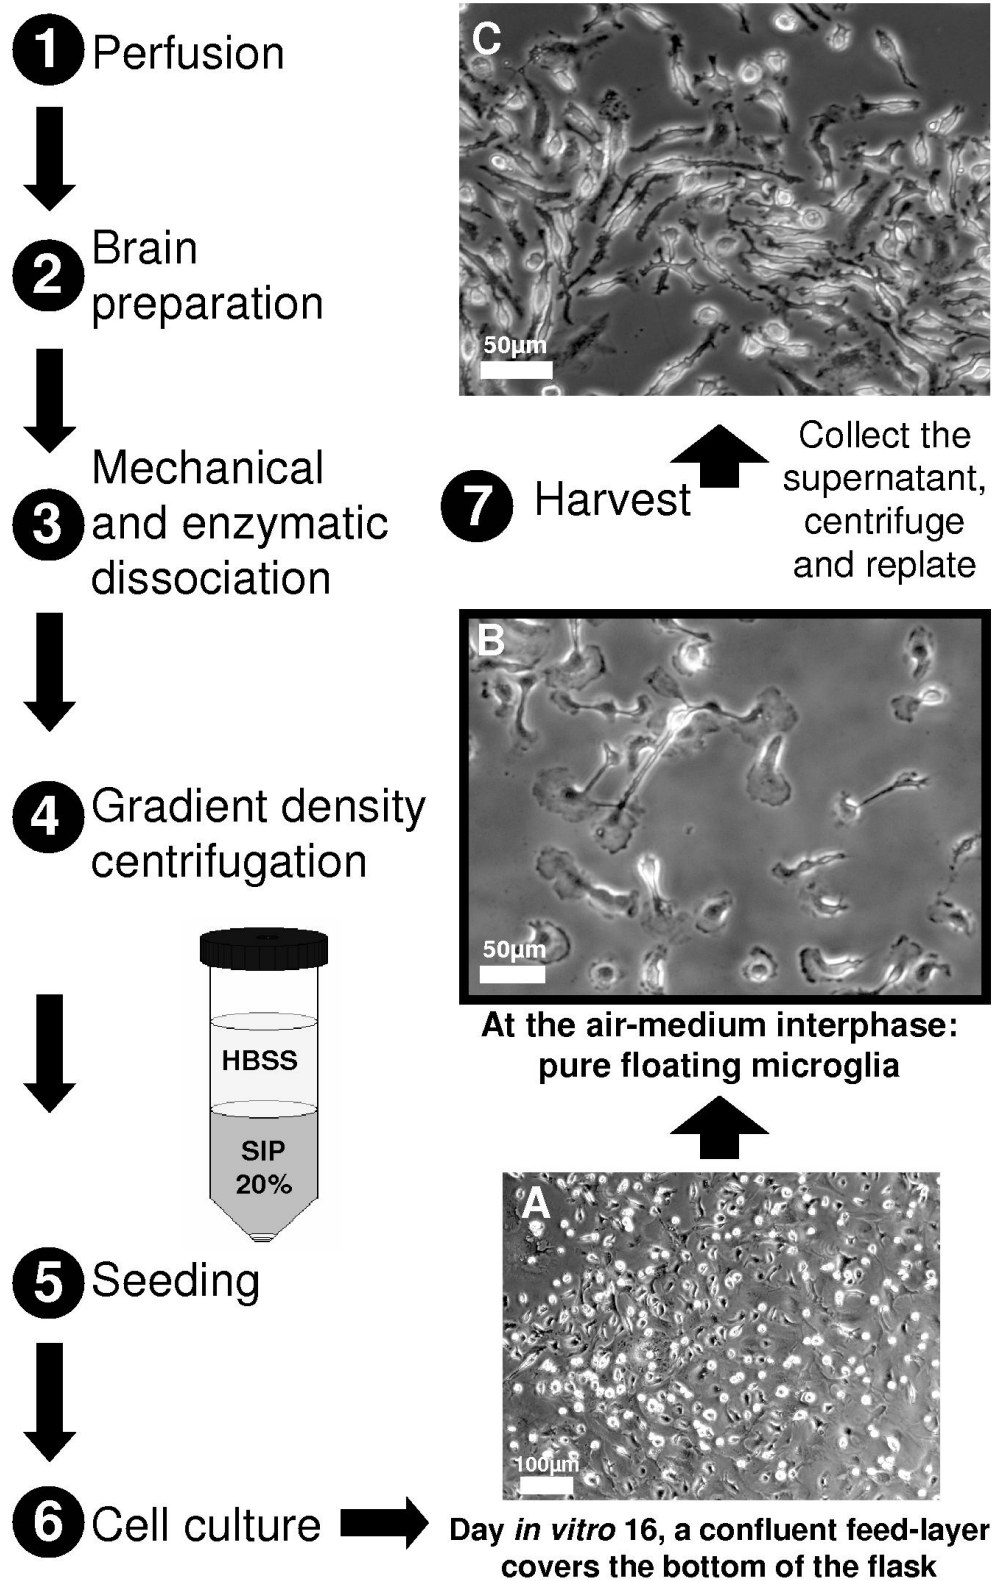 1 Perfusion
2 Brain
preparation
3 Mechanical
and enzymatic
dissociation
4 Gradient density
centrifugation
HBSS
SIP
20%
5 Seeding
6 Cell culture
A
100µm
Day in vitro 16, a confluent feed-layer
covers the bottom of the flask
B
50µm
At the air-medium interphase:
pure floating microglia
7 Harvest
Collect the
supernatant,
centrifuge
and replate
C
50µm